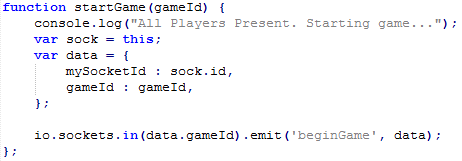 function startGame(gameId) {
    console.log("All Players Present. Starting game...");
    var sock = this;
    var data = {
        mySocketId : sock.id,
        gameId : gameId,
    };

    io.sockets.in(data.gameId).emit('beginGame', data);
};